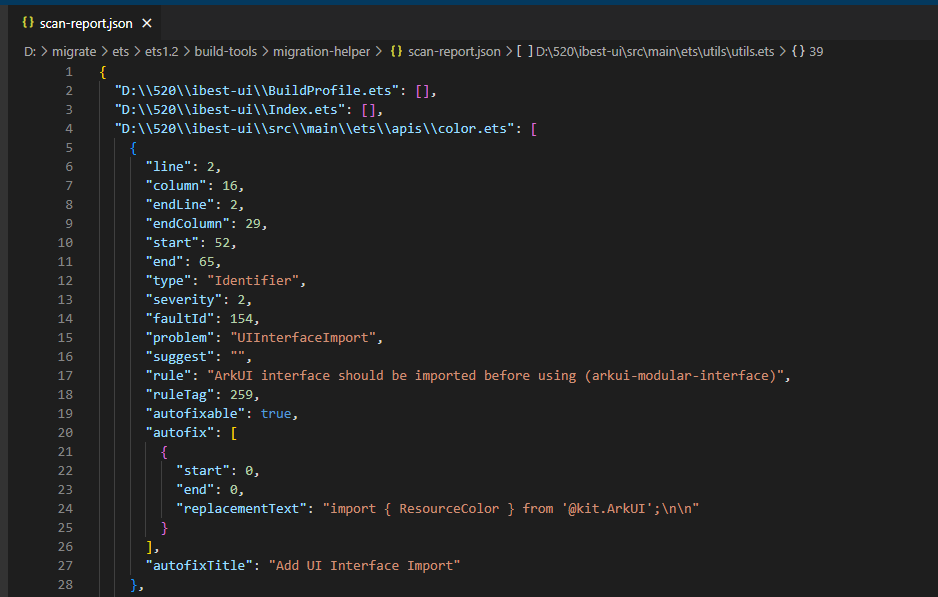 {} scan-report.json ×
D: > migrate > ets > ets1.2 > build-tools > migration-helper > {} scan-report.json > [ ] D:\520\ibest-ui\src\main\ets\utils\utils.ets > {} 39
1 {
2 "D:\\520\\ibest-ui\\BuildProfile.ets": [],
3 "D:\\520\\ibest-ui\\Index.ets": [],
4 "D:\\520\\ibest-ui\\src\\main\\ets\\apis\\color.ets": [
5 {
6 "line": 2,
7 "column": 16,
8 "endLine": 2,
9 "endColumn": 29,
10 "start": 52,
11 "end": 65,
12 "type": "Identifier",
13 "severity": 2,
14 "faultId": 154,
15 "problem": "UIInterfaceImport",
16 "suggest": "",
17 "rule": "ArkUI interface should be imported before using (arkui-modular-interface)",
18 "ruleTag": 259,
19 "autofixable": true,
20 "autofix": [
21 {
22 "start": 0,
23 "end": 0,
24 "replacementText": "import { ResourceColor } from '@kit.ArkUI';\n\n"
25 }
26 ],
27 "autofixTitle": "Add UI Interface Import"
28 },